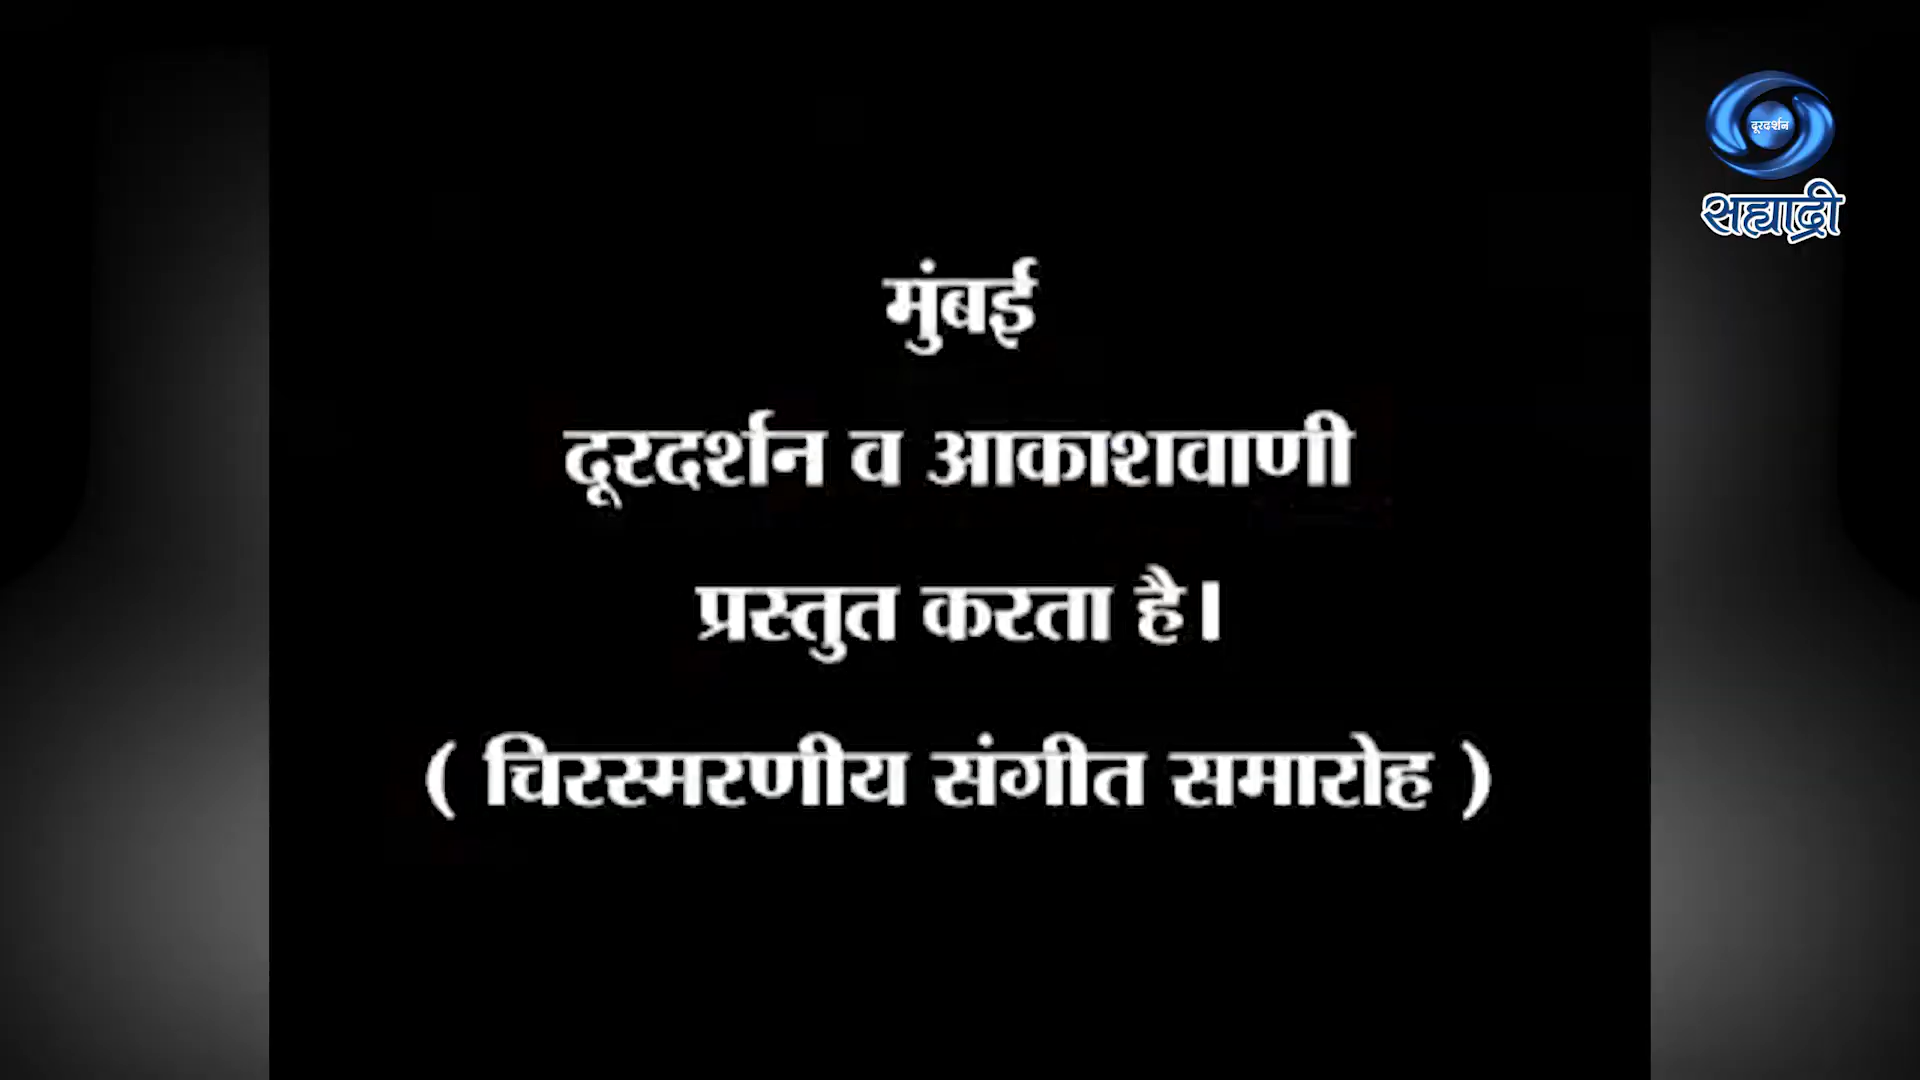 दूरदर्शन
सह्याद्री
मुंबई
दूरदर्शन व आकाशवाणी
प्रस्तुत करता है।
( चिरस्मरणीय संगीत समारोह )